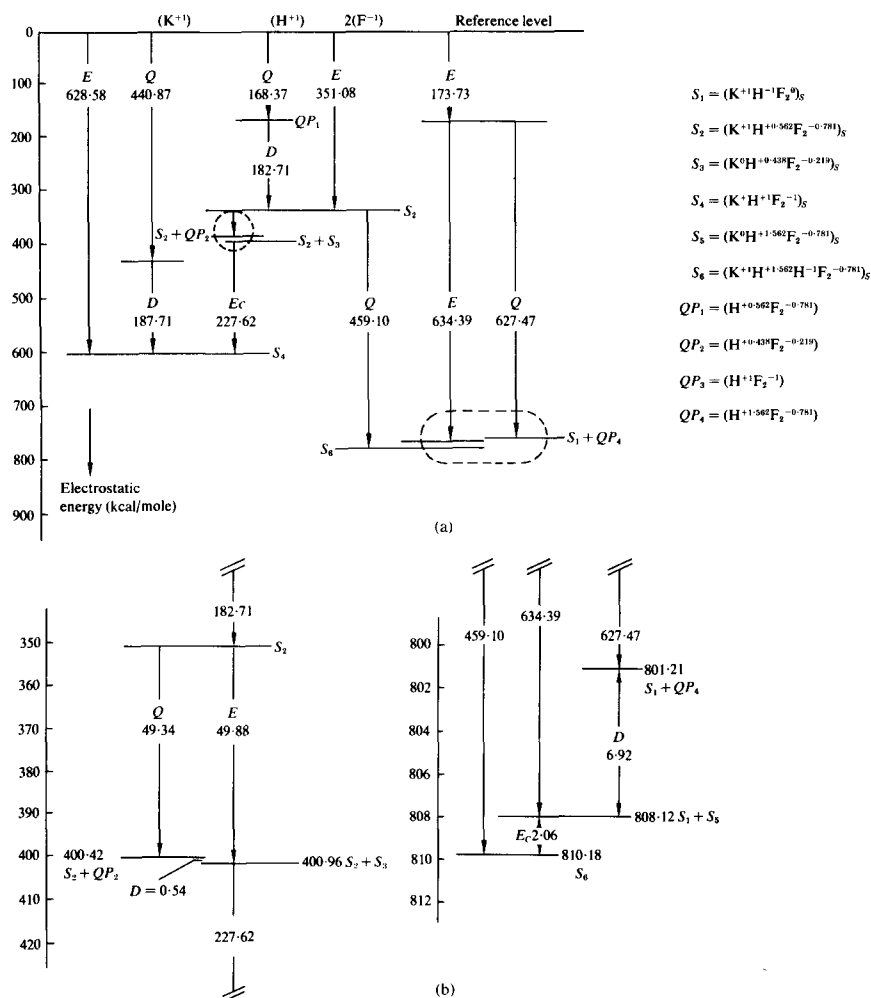 (K⁺¹) (H⁺¹) 2(F⁻¹) Reference level
0
100
200
300
400
500
600
700
800
900
E
628·58
Q
440·87
Q
168·37
E
351·08
E
173·73
QP₁
D
182·71
S₂
S₂ + QP₂
S₂ + S₃
D
187·71
Ec
227·62
Q
459·10
E
634·39
Q
627·47
S₄
S₁ + QP₄
S₆
Electrostatic
energy (kcal/mole)
(a)
S₁ = (K⁺¹H⁻¹F₂⁰)ₛ
S₂ = (K⁺¹H⁺⁰·⁵⁶²F₂⁻⁰·⁷⁸¹)ₛ
S₃ = (K⁰H⁺⁰·⁴³⁸F₂⁻⁰·²¹⁹)ₛ
S₄ = (K⁺H⁺¹F₂⁻¹)ₛ
S₅ = (K⁰H⁺¹·⁵⁶²F₂⁻⁰·⁷⁸¹)ₛ
S₆ = (K⁺¹H⁺¹·⁵⁶²H⁻¹F₂⁻⁰·⁷⁸¹)ₛ
QP₁ = (H⁺⁰·⁵⁶²F₂⁻⁰·⁷⁸¹)
QP₂ = (H⁺⁰·⁴³⁸F₂⁻⁰·²¹⁹)
QP₃ = (H⁺¹F₂⁻¹)
QP₄ = (H⁺¹·⁵⁶²F₂⁻⁰·⁷⁸¹)
350
360
370
380
390
400
410
420
182·71
S₂
Q
49·34
E
49·88
400·42
S₂ + QP₂
D = 0·54
400·96 S₂ + S₃
227·62
800
802
804
806
808
810
812
459·10
634·39
627·47
801·21
S₁ + QP₄
D
6·92
808·12 S₁ + S₅
E_C 2·06
810·18
S₆
(b)